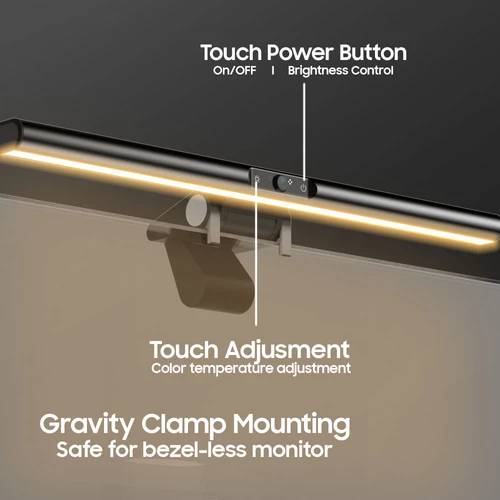 Touch Power Button
On/OFF | Brightness Control
Touch Adjusment
Color temperature adjustment
Gravity Clamp Mounting
Safe for bezel-less monitor